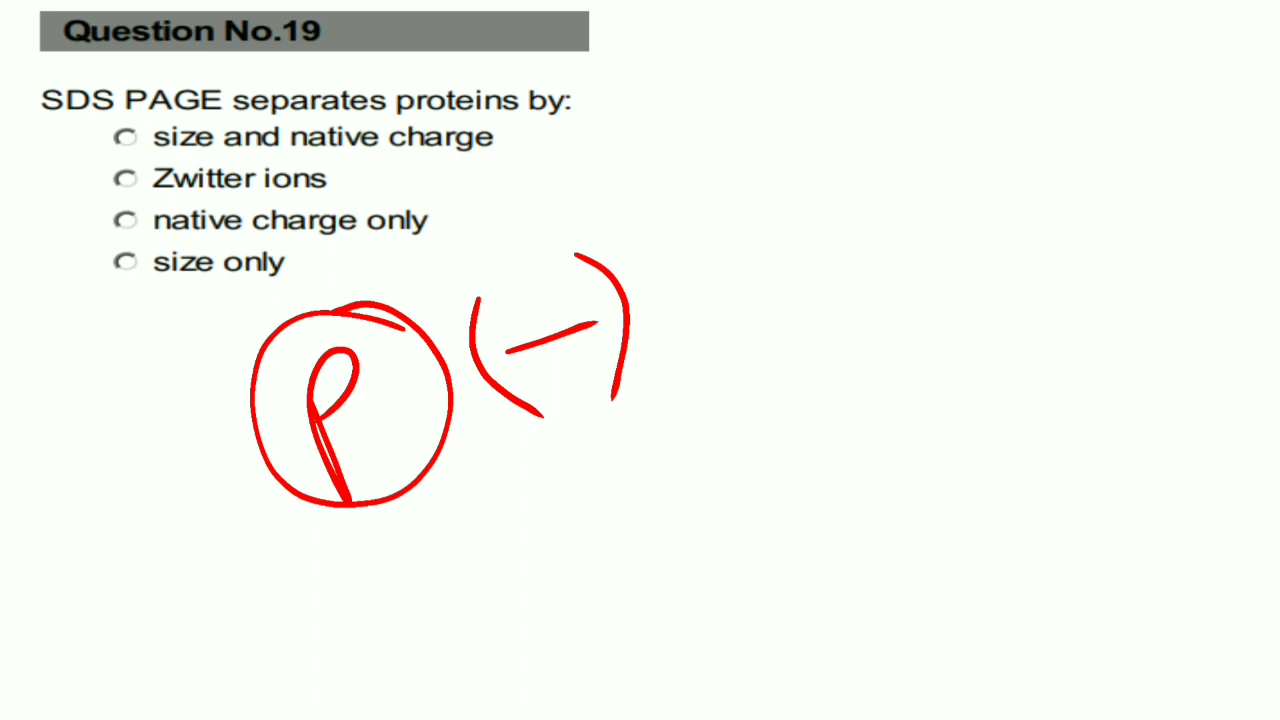 Question No.19
SDS PAGE separates proteins by:
size and native charge
Zwitter ions
native charge only
size only
P (-)